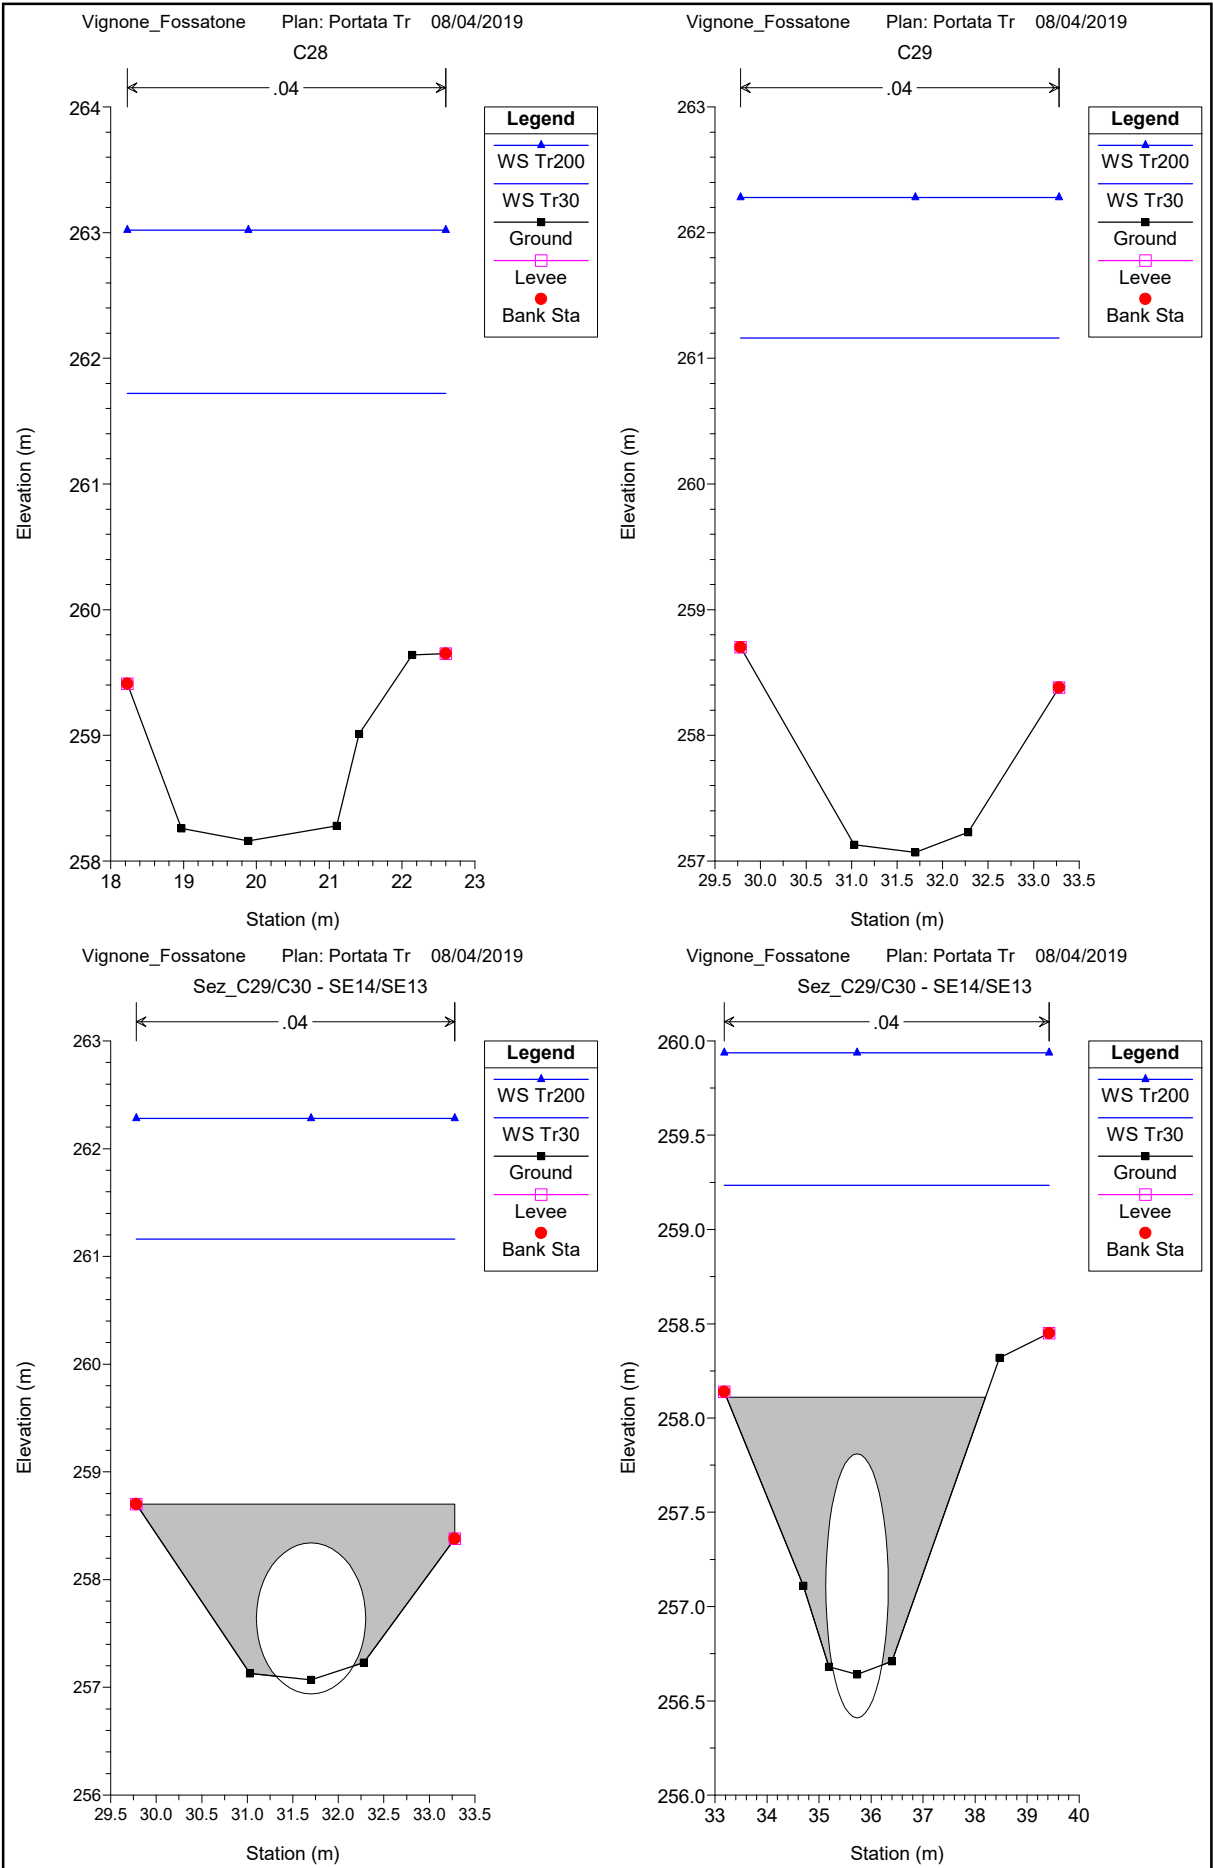 Vignone_Fossatone Plan: Portata Tr 08/04/2019
C28
.04
264
263
262
261
260
259
258
18 19 20 21 22 23
Elevation (m)
Station (m)
Legend
WS Tr200
WS Tr30
Ground
Levee
Bank Sta
Vignone_Fossatone Plan: Portata Tr 08/04/2019
C29
.04
263
262
261
260
259
258
257
29.5 30.0 30.5 31.0 31.5 32.0 32.5 33.0 33.5
Elevation (m)
Station (m)
Legend
WS Tr200
WS Tr30
Ground
Levee
Bank Sta
Vignone_Fossatone Plan: Portata Tr 08/04/2019
Sez_C29/C30 - SE14/SE13
.04
263
262
261
260
259
258
257
256
29.5 30.0 30.5 31.0 31.5 32.0 32.5 33.0 33.5
Elevation (m)
Station (m)
Legend
WS Tr200
WS Tr30
Ground
Levee
Bank Sta
Vignone_Fossatone Plan: Portata Tr 08/04/2019
Sez_C29/C30 - SE14/SE13
.04
260.0
259.5
259.0
258.5
258.0
257.5
257.0
256.5
256.0
33 34 35 36 37 38 39 40
Elevation (m)
Station (m)
Legend
WS Tr200
WS Tr30
Ground
Levee
Bank Sta